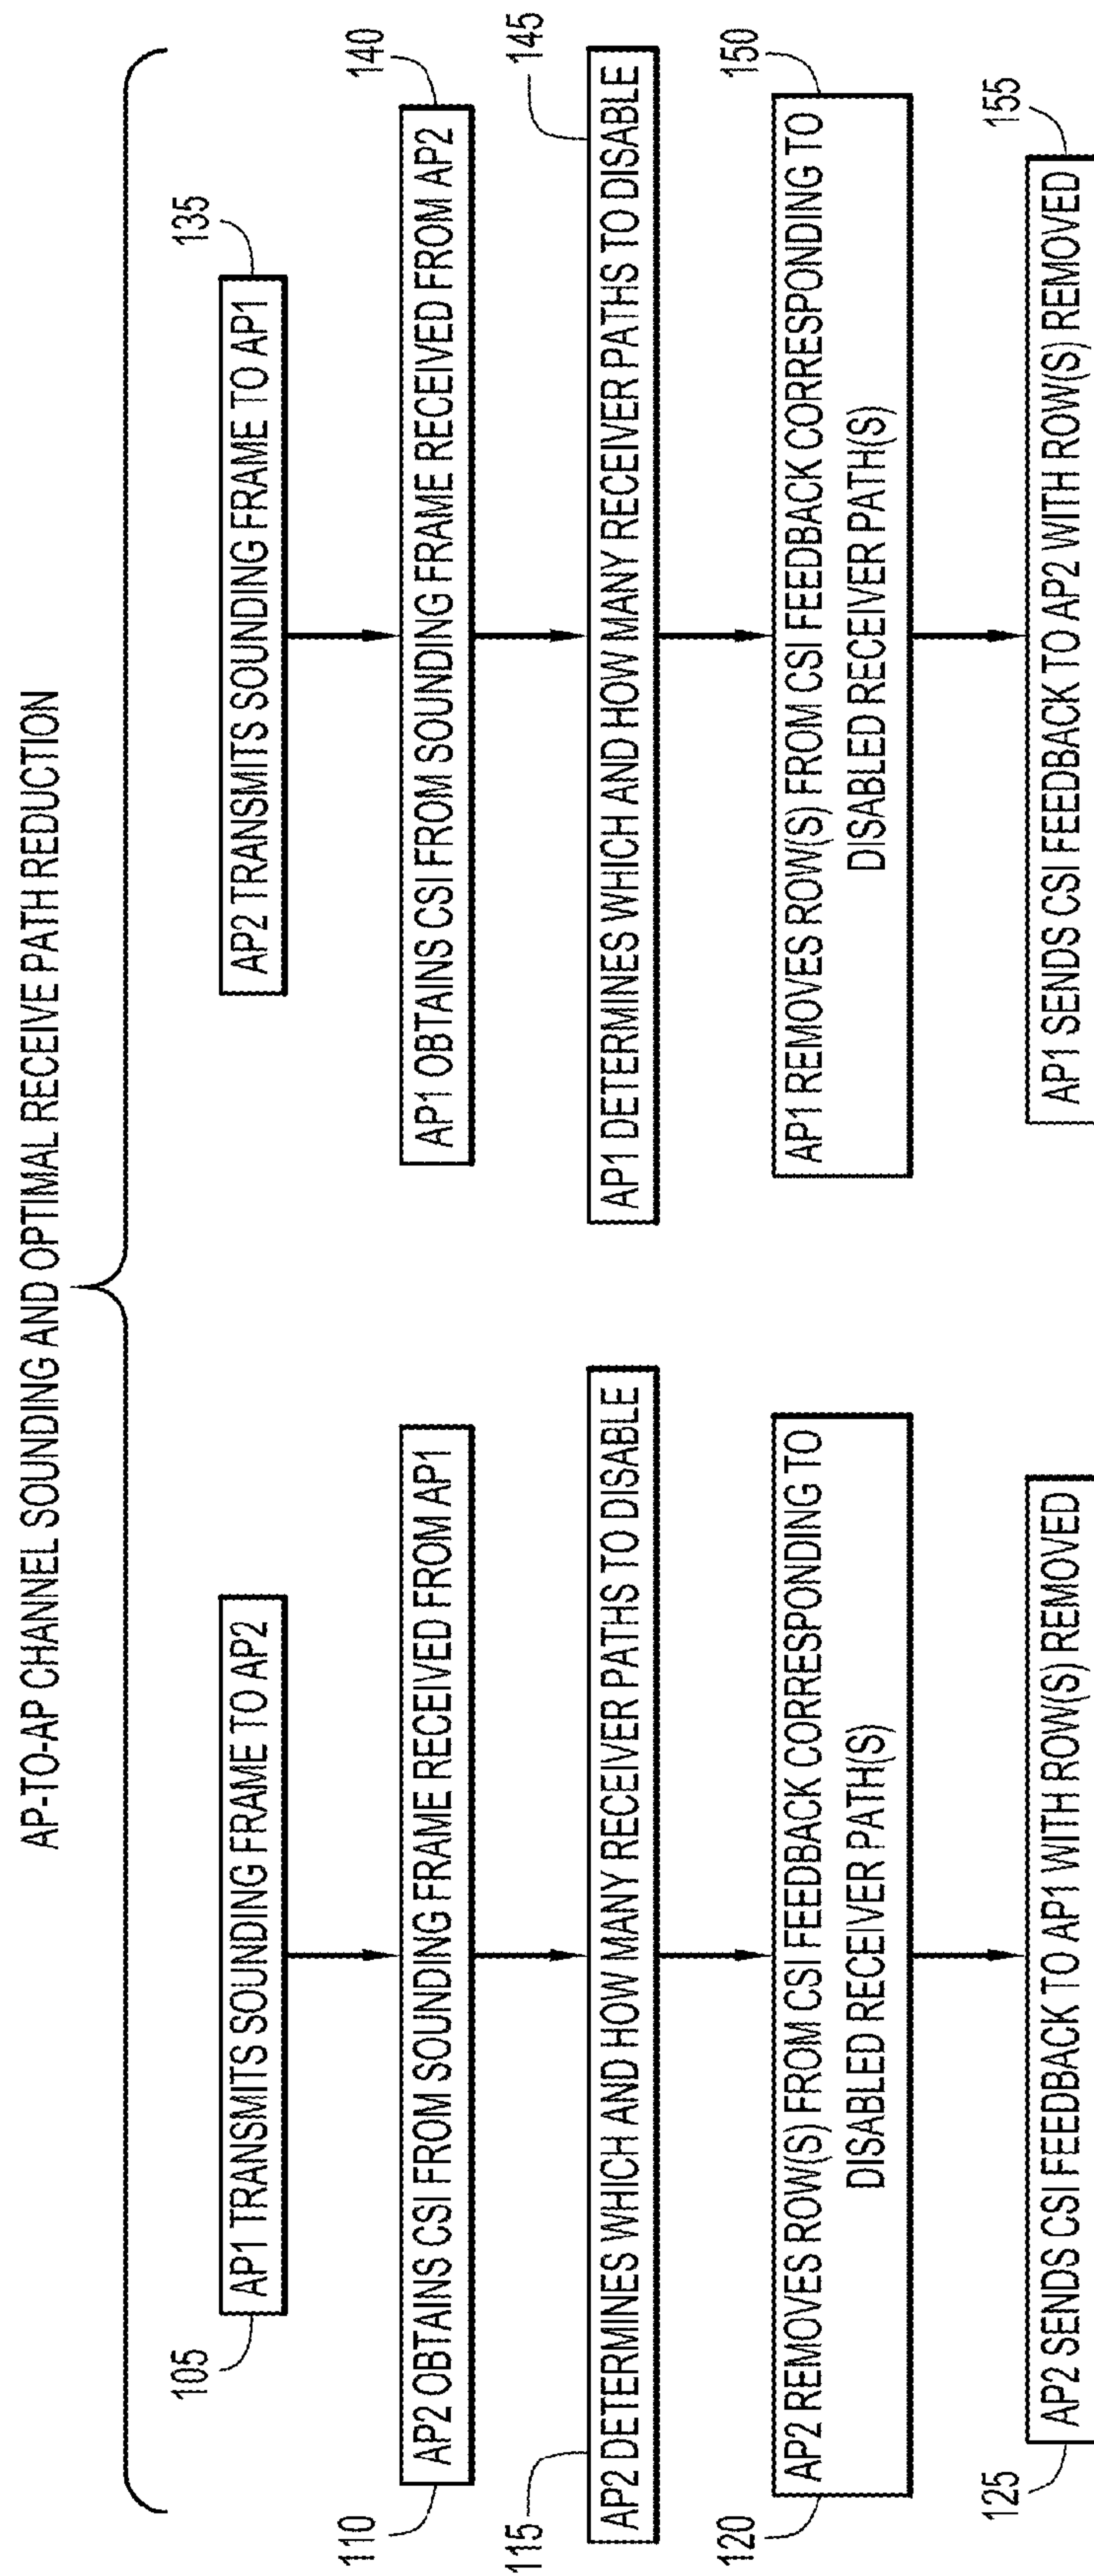 AP-TO-AP CHANNEL SOUNDING AND OPTIMAL RECEIVE PATH REDUCTION
105
AP1 TRANSMITS SOUNDING FRAME TO AP2
110
AP2 OBTAINS CSI FROM SOUNDING FRAME RECEIVED FROM AP1
115
AP2 DETERMINES WHICH AND HOW MANY RECEIVER PATHS TO DISABLE
120
AP2 REMOVES ROW(S) FROM CSI FEEDBACK CORRESPONDING TO
DISABLED RECEIVER PATH(S)
125
AP2 SENDS CSI FEEDBACK TO AP1 WITH ROW(S) REMOVED
135
AP2 TRANSMITS SOUNDING FRAME TO AP1
140
AP1 OBTAINS CSI FROM SOUNDING FRAME RECEIVED FROM AP2
145
AP1 DETERMINES WHICH AND HOW MANY RECEIVER PATHS TO DISABLE
150
AP1 REMOVES ROW(S) FROM CSI FEEDBACK CORRESPONDING TO
DISABLED RECEIVER PATH(S)
155
AP1 SENDS CSI FEEDBACK TO AP2 WITH ROW(S) REMOVED